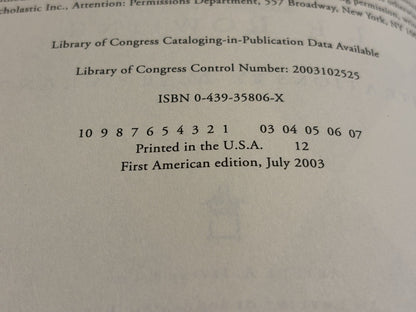 Scholastic Inc., Attention: Permissions Department, 557 Broadway, New York, NY
Library of Congress Cataloging-in-Publication Data Available
Library of Congress Control Number: 2003102525
ISBN 0-439-35806-X
10 9 8 7 6 5 4 3 2 1 03 04 05 06 07
Printed in the U.S.A. 12
First American edition, July 2003